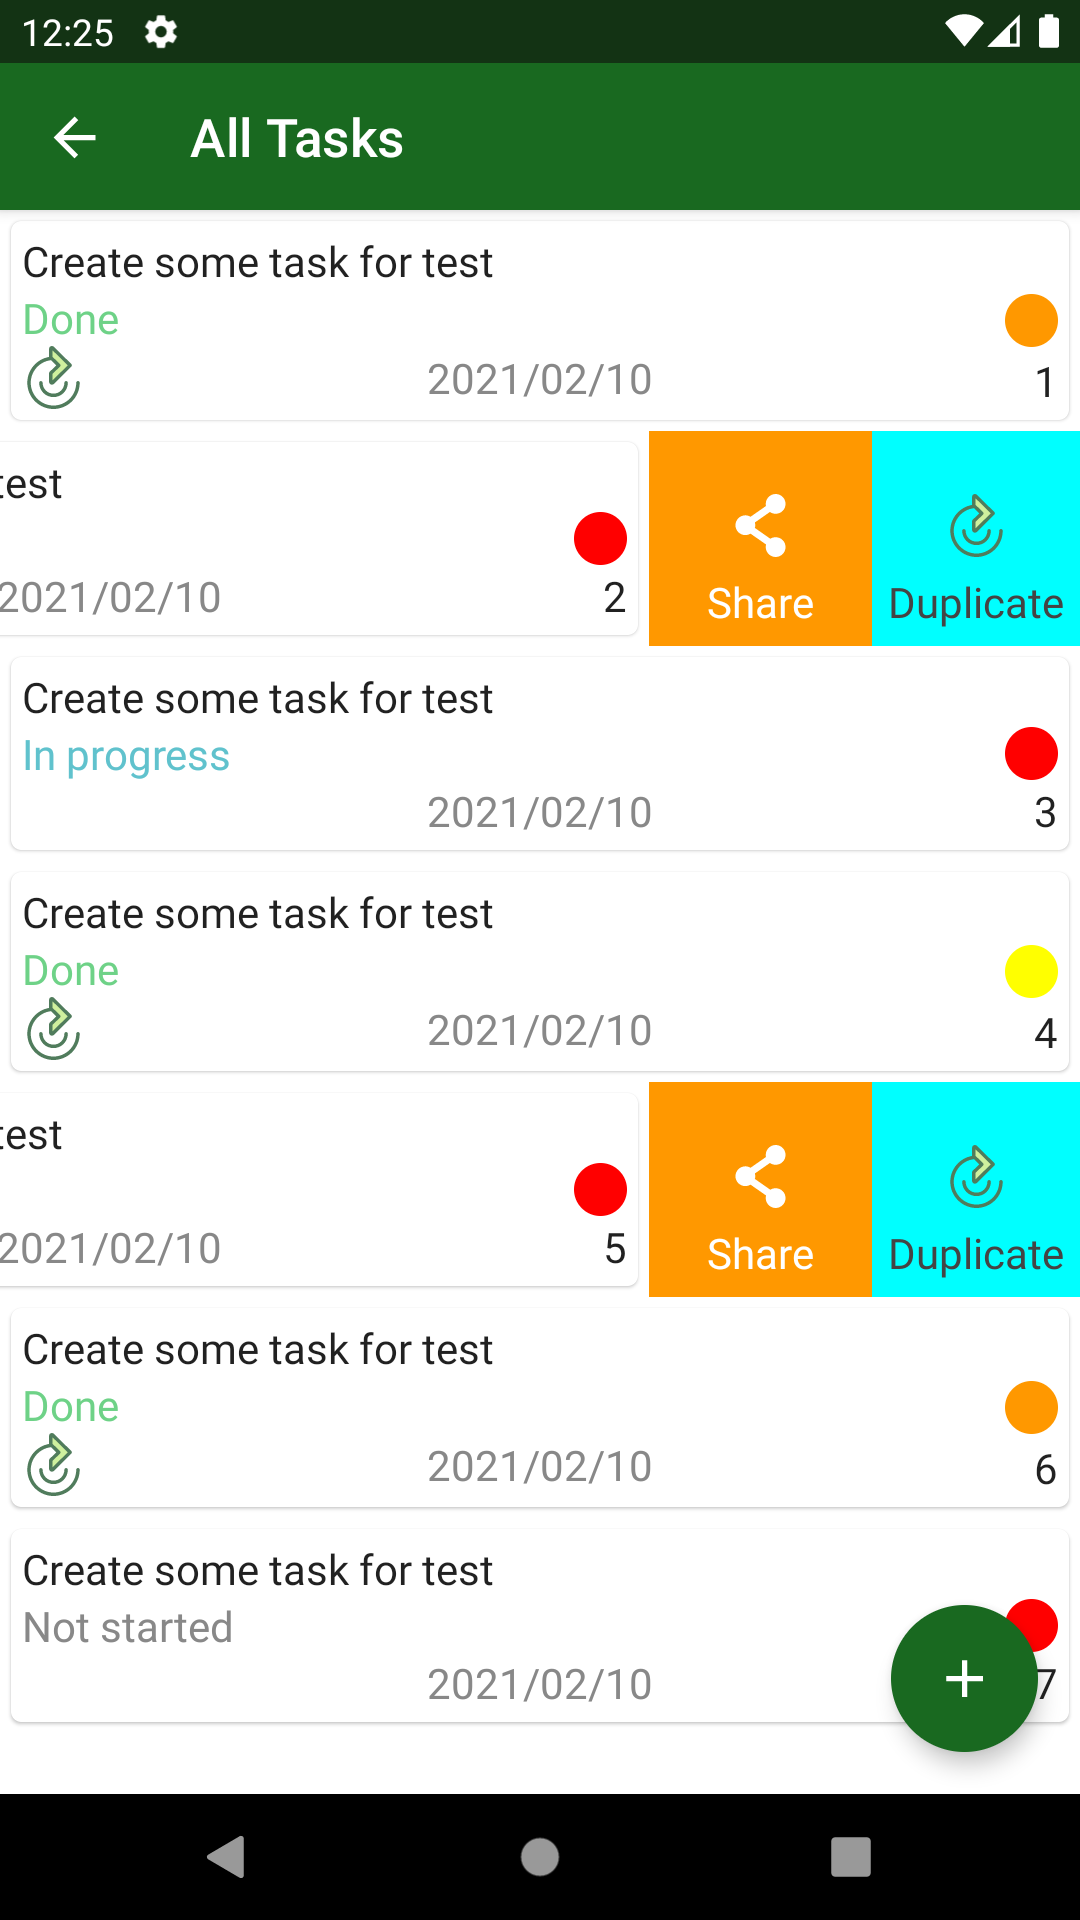 12:25
All Tasks
Create some task for test
Done
2021/02/10
1
test
2021/02/10
2
Share
Duplicate
Create some task for test
In progress
2021/02/10
3
Create some task for test
Done
2021/02/10
4
test
2021/02/10
5
Share
Duplicate
Create some task for test
Done
2021/02/10
6
Create some task for test
Not started
2021/02/10
7